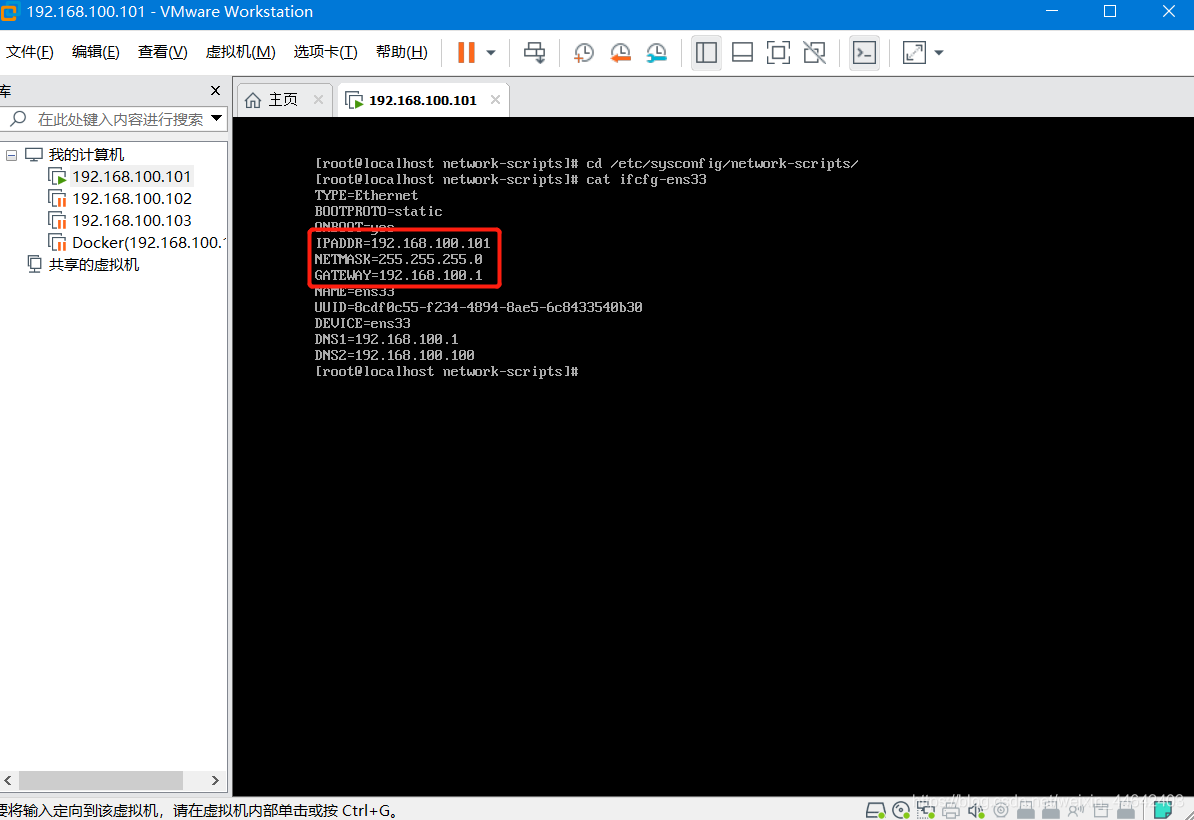 192.168.100.101 - VMware Workstation
文件(F) 编辑(E) 查看(V) 虚拟机(M) 选项卡(T) 帮助(H)
库
主页
192.168.100.101
在此处键入内容进行搜索
我的计算机
192.168.100.101
192.168.100.102
192.168.100.103
Docker(192.168.100.1
共享的虚拟机
[root@localhost network-scripts]# cd /etc/sysconfig/network-scripts/
[root@localhost network-scripts]# cat ifcfg-ens33
TYPE=Ethernet
BOOTPROTO=static
ONBOOT=yes
IPADDR=192.168.100.101
NETMASK=255.255.255.0
GATEWAY=192.168.100.1
NAME=ens33
UUID=8cdf0c55-f234-4894-8ae5-6c8433540b30
DEVICE=ens33
DNS1=192.168.100.1
DNS2=192.168.100.100
[root@localhost network-scripts]#
要将输入定向到该虚拟机，请在虚拟机内部单击或按 Ctrl+G。